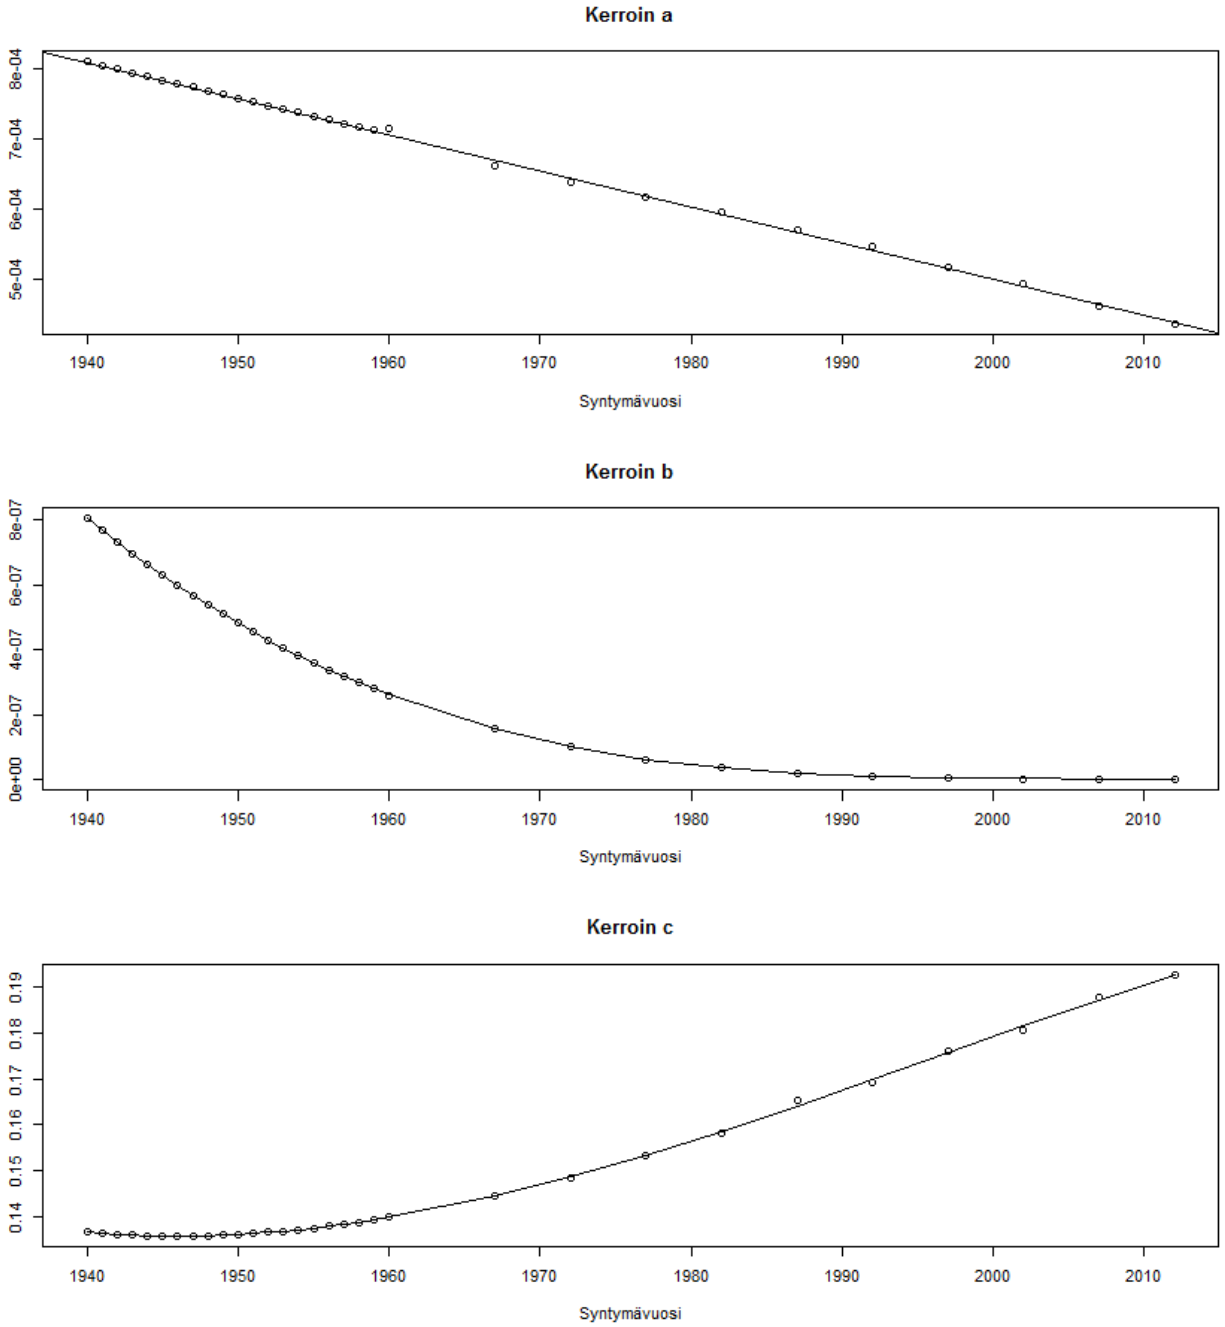 Kerroin a
8e-04
7e-04
6e-04
5e-04
1940 1950 1960 1970 1980 1990 2000 2010
Syntymävuosi
Kerroin b
8e-07
6e-07
4e-07
2e-07
0e+00
1940 1950 1960 1970 1980 1990 2000 2010
Syntymävuosi
Kerroin c
0.19
0.18
0.17
0.16
0.15
0.14
1940 1950 1960 1970 1980 1990 2000 2010
Syntymävuosi